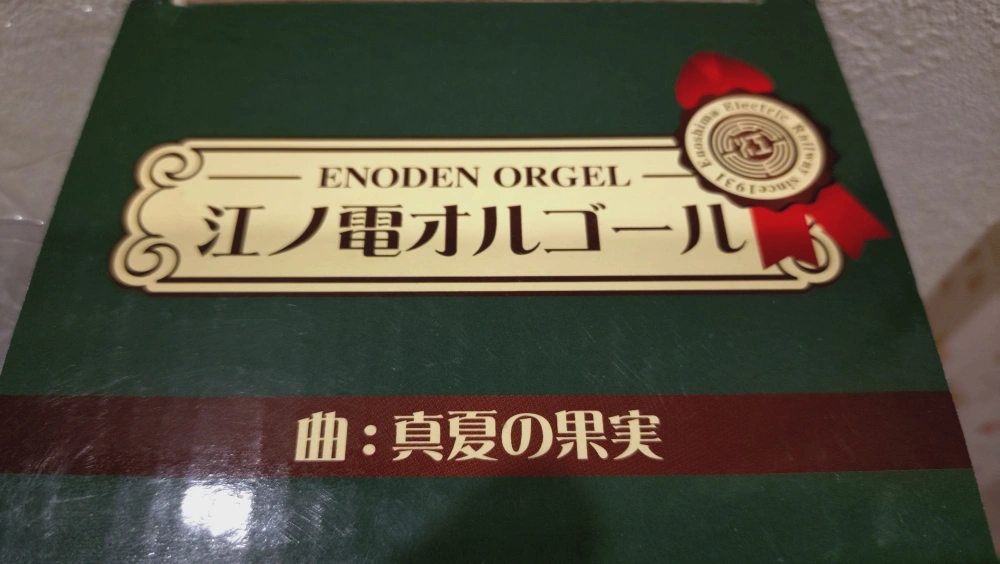 ENODEN ORGEL
江ノ電オルゴール
Enoshima Electric Railway since1931
江
曲：真夏の果実